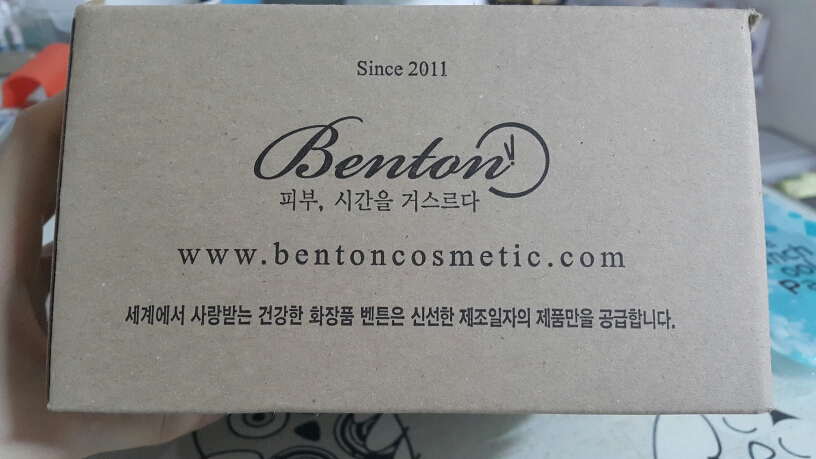 Since 2011
Benton
피부, 시간을 거스르다
www.bentoncosmetic.com
세계에서 사랑받는 건강한 화장품 벤튼은 신선한 제조일자의 제품만을 공급합니다.